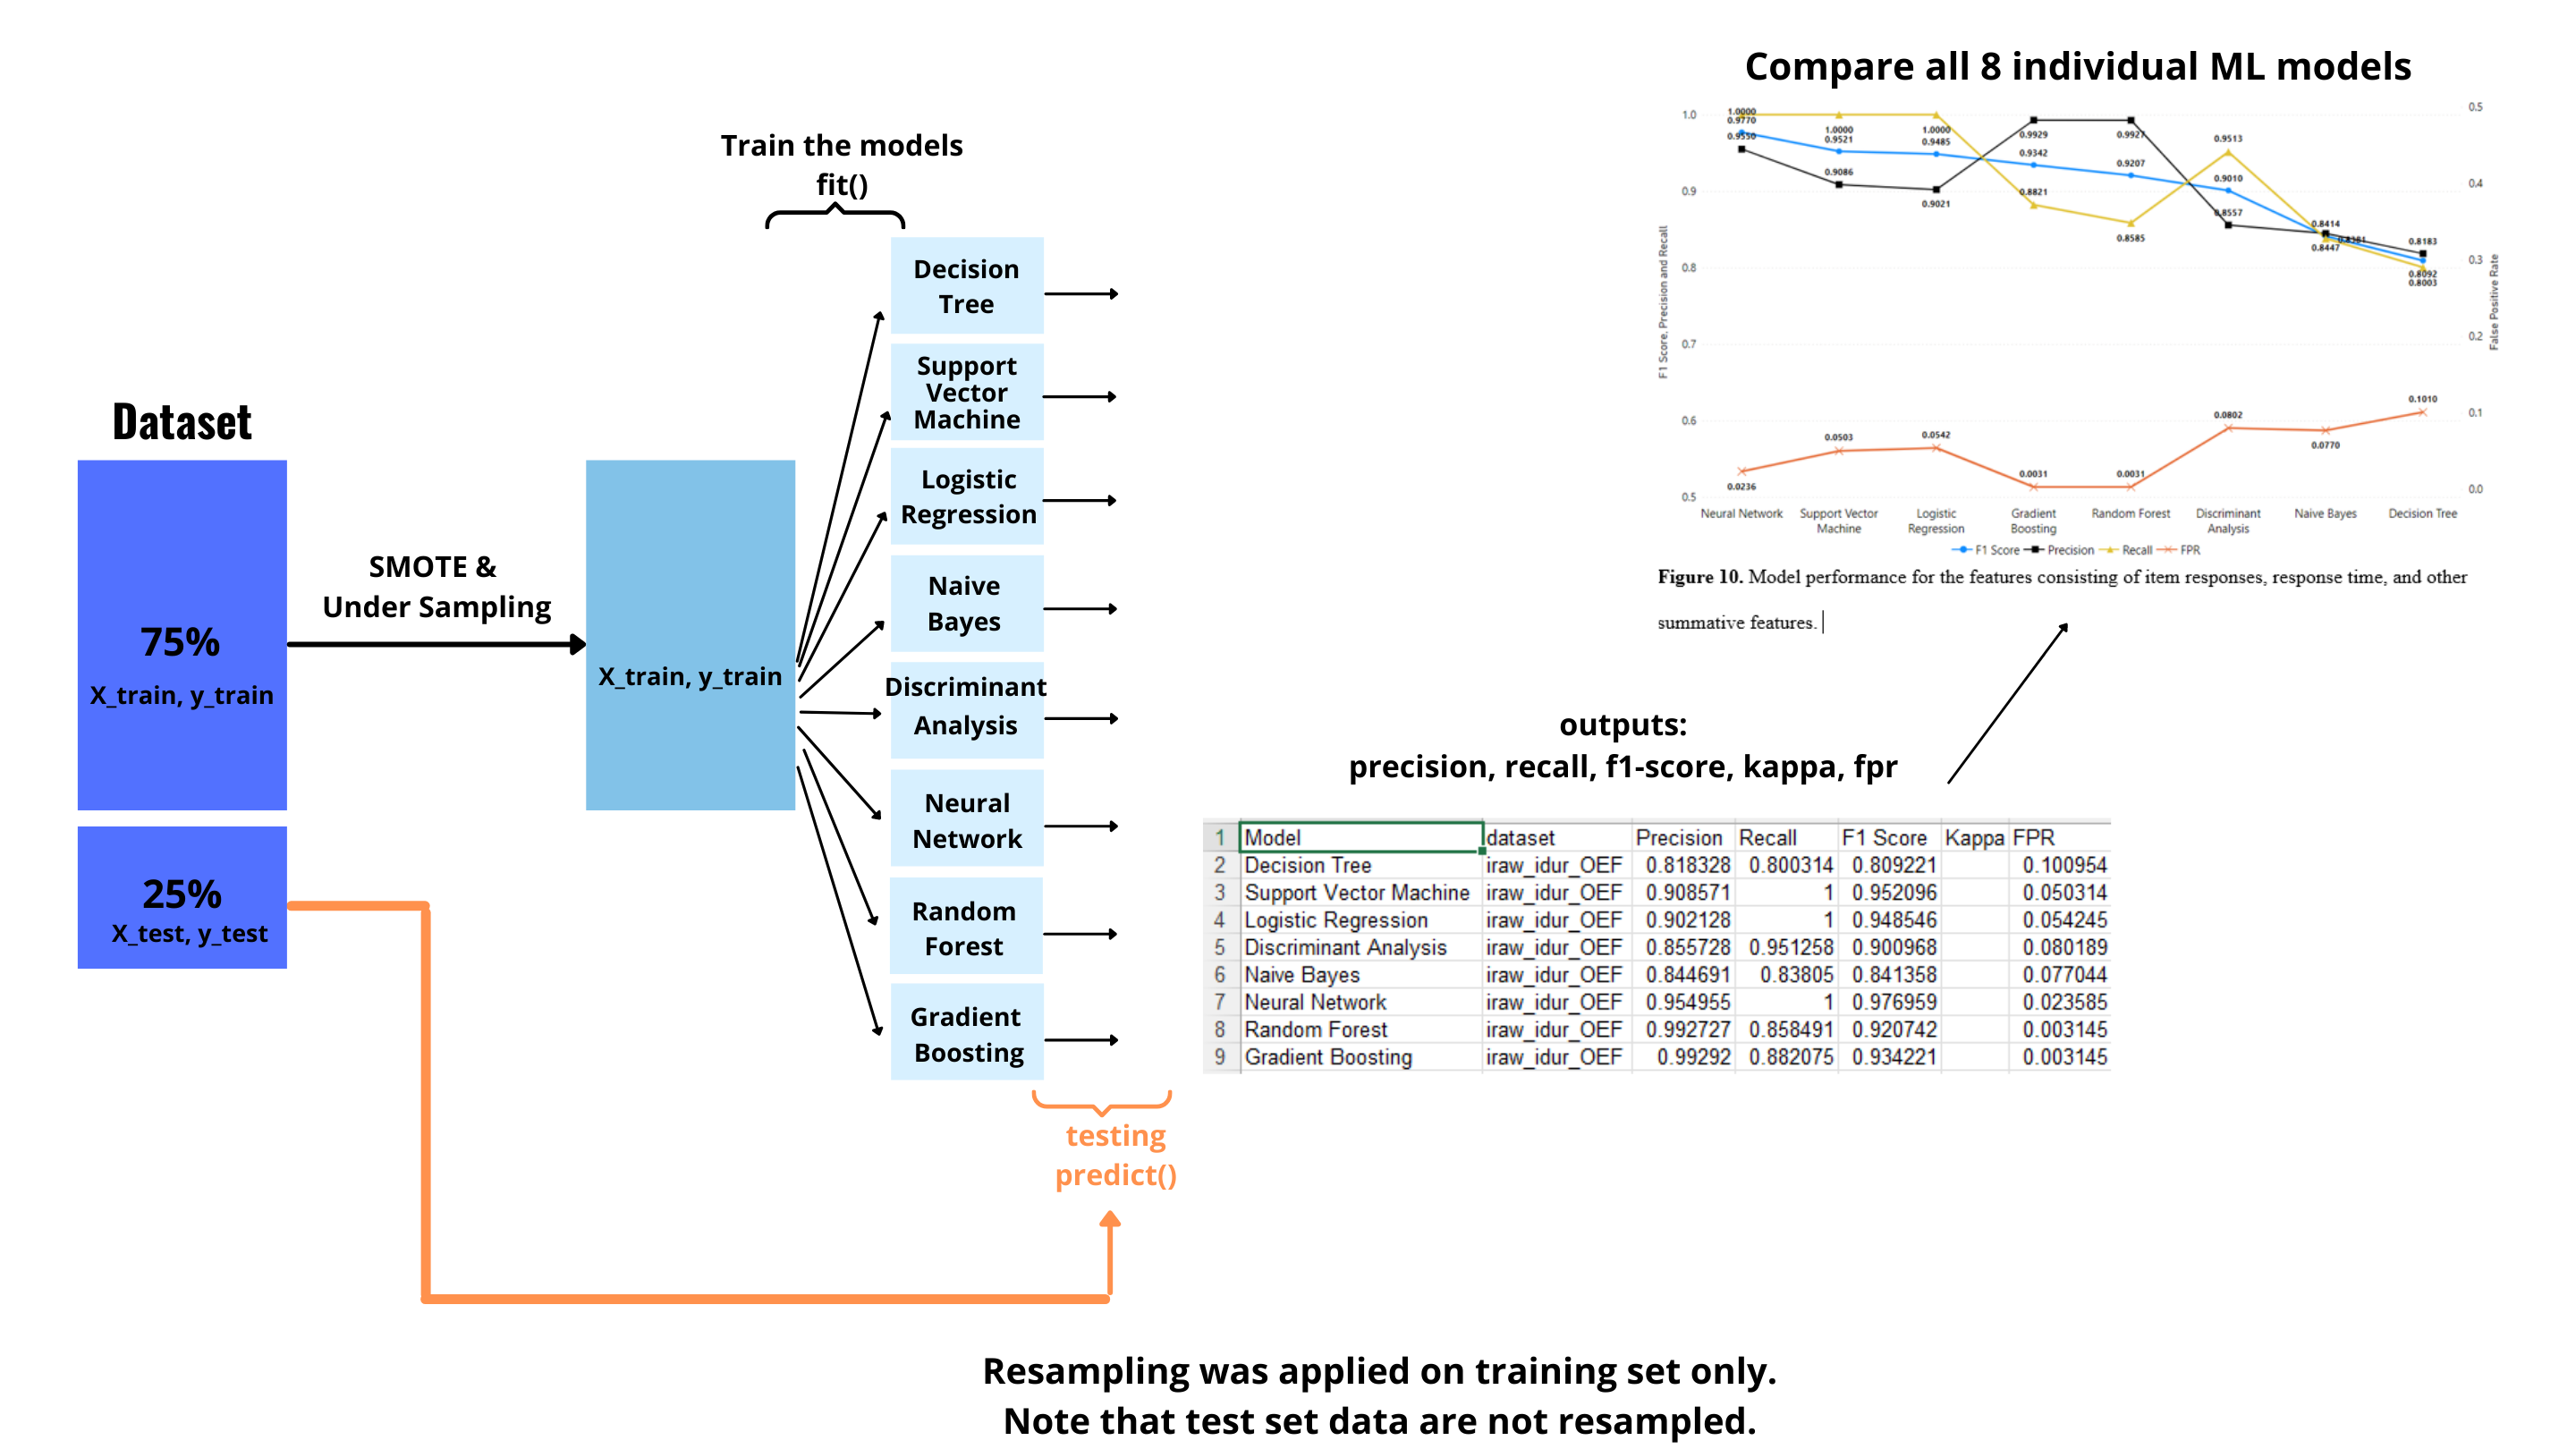 Compare all 8 individual ML models
Train the models
fit()
Dataset
75%
X_train, y_train
25%
X_test, y_test
SMOTE &
Under Sampling
X_train, y_train
Decision
Tree
Support
Vector
Machine
Logistic
Regression
Naive
Bayes
Discriminant
Analysis
Neural
Network
Random
Forest
Gradient
Boosting
testing
predict()
1.0
0.9
0.8
0.7
0.6
0.5
F1 Score, Precision and Recall
0.5
0.4
0.3
0.2
0.1
0.0
False Positive Rate
1.0000
0.9770
0.9550
1.0000
0.9521
0.9086
1.0000
0.9485
0.9021
0.9929
0.9342
0.8821
0.9927
0.9207
0.8585
0.9513
0.9010
0.8557
0.8414
0.8381
0.8447
0.8183
0.8092
0.8003
0.0236
0.0503
0.0542
0.0031
0.0031
0.0802
0.0770
0.1010
Neural Network
Support Vector
Machine
Logistic
Regression
Gradient
Boosting
Random Forest
Discriminant
Analysis
Naive Bayes
Decision Tree
F1 Score Precision Recall FPR
Figure 10. Model performance for the features consisting of item responses, response time, and other
summative features.
outputs:
precision, recall, f1-score, kappa, fpr
1 Model dataset Precision Recall F1 Score Kappa FPR
2 Decision Tree iraw_idur_OEF 0.818328 0.800314 0.809221 0.100954
3 Support Vector Machine iraw_idur_OEF 0.908571 1 0.952096 0.050314
4 Logistic Regression iraw_idur_OEF 0.902128 1 0.948546 0.054245
5 Discriminant Analysis iraw_idur_OEF 0.855728 0.951258 0.900968 0.080189
6 Naive Bayes iraw_idur_OEF 0.844691 0.83805 0.841358 0.077044
7 Neural Network iraw_idur_OEF 0.954955 1 0.976959 0.023585
8 Random Forest iraw_idur_OEF 0.992727 0.858491 0.920742 0.003145
9 Gradient Boosting iraw_idur_OEF 0.99292 0.882075 0.934221 0.003145
Resampling was applied on training set only.
Note that test set data are not resampled.